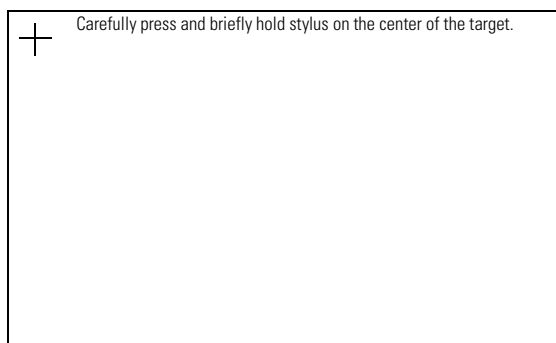 Carefully press and briefly hold stylus on the center of the target.